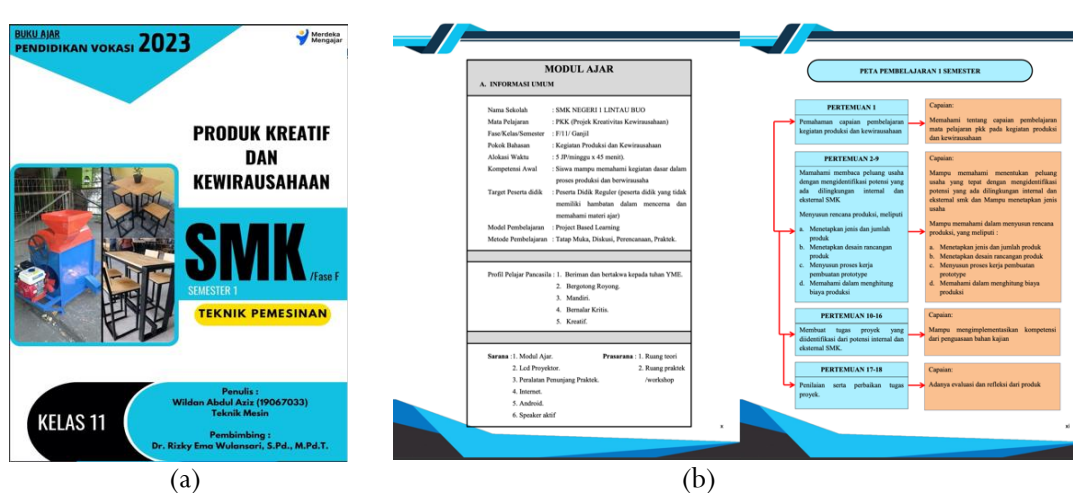 BUKU AJAR
PENDIDIKAN VOKASI 2023
Merdeka
Mengajar
PRODUK KREATIF
DAN
KEWIRAUSAHAAN
SMK /Fase F
SEMESTER 1
TEKNIK PEMESINAN
KELAS 11
Penulis :
Wildan Abdul Aziz (19067033)
Teknik Mesin
Pembimbing :
Dr. Rizky Ema Wulansari, S.Pd., M.Pd.T.
(a)
MODUL AJAR
A. INFORMASI UMUM
Nama Sekolah : SMK NEGERI 1 LINTAU BUO
Mata Pelajaran : PKK (Projek Kreativitas Kewirausahaan)
Fase/Kelas/Semester : F/11/ Ganjil
Pokok Bahasan : Kegiatan Produksi dan Kewirausahaan
Alokasi Waktu : 5 JP/minggu x 45 menit).
Kompetensi Awal : Siswa mampu memahami kegiatan dasar dalam
proses produksi dan berwirausaha
Target Peserta didik : Peserta Didik Reguler (peserta didik yang tidak
memiliki hambatan dalam mencerna dan
memahami materi ajar)
Model Pembelajaran : Project Based Learning
Metode Pembelajaran : Tatap Muka, Diskusi, Perencanaan, Praktek.
Profil Pelajar Pancasila : 1. Beriman dan bertakwa kepada tuhan YME.
2. Bergotong Royong.
3. Mandiri.
4. Bernalar Kritis.
5. Kreatif.
Sarana : 1. Modul Ajar.
2. Lcd Proyektor.
3. Peralatan Penunjang Praktek.
4. Internet.
5. Android.
6. Speaker aktif
Prasarana : 1. Ruang teori
2. Ruang praktek
/workshop
x
PETA PEMBELAJARAN 1 SEMESTER
PERTEMUAN 1
Pemahaman capaian pembelajaran
kegiatan produksi dan kewirausahaan
Capaian:
Memahami tentang capaian pembelajaran
mata pelajaran pkk pada kegiatan produksi
dan kewirausahaan
PERTEMUAN 2-9
Mamahami membaca peluang usaha
dengan mengidentifikasi potensi yang
ada dilingkungan internal dan
eksternal SMK
Menyusun rencana produksi, meliputi
a. Menetapkan jenis dan jumlah
produk
b. Menetapkan desain rancangan
produk
c. Menyusun proses kerja
pembuatan prototype
d. Memahami dalam menghitung
biaya produksi
Capaian:
Mampu memahami menentukan peluang
usaha yang tepat dengan mengidentifikasi
potensi yang ada dilingkungan internal dan
eksternal smk dan Mampu menetapkan jenis
usaha
Mampu memahami dalam menyusun rencana
produksi, yang meliputi :
a. Menetapkan jenis dan jumlah produk
b. Menetapkan desain rancangan produk
c. Menyusun proses kerja pembuatan
prototype
d. Memahami dalam menghitung biaya
produksi
PERTEMUAN 10-16
Membuat tugas proyek yang
diidentifikasi dari potensi internal dan
eksternal SMK.
Capaian:
Mampu mengimplementasikan kompetensi
dari penguasaan bahan kajian
PERTEMUAN 17-18
Penilaian serta perbaikan tugas
proyek.
Capaian:
Adanya evaluasi dan refleksi dari produk
xi
(b)